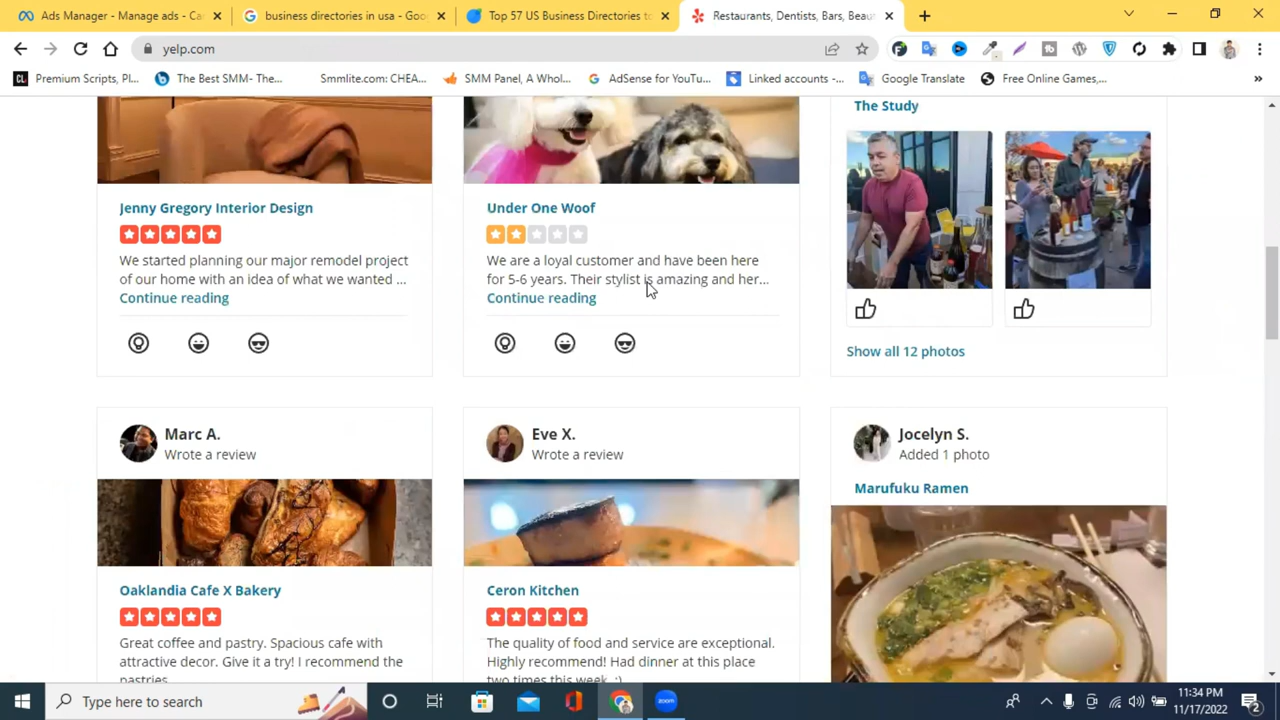 Ads Manager - Manage ads - Ca
business directories in usa - Goo
Top 57 US Business Directories to
Restaurants, Dentists, Bars, Beau
yelp.com
Premium Scripts, Pl...
The Best SMM- The...
Smmlite.com: CHEA...
SMM Panel, A Whol...
AdSense for YouTu...
Linked accounts -...
Google Translate
Free Online Games,...
The Study
Jenny Gregory Interior Design
We started planning our major remodel project
of our home with an idea of what we wanted ...
Continue reading
Under One Woof
We are a loyal customer and have been here
for 5-6 years. Their stylist is amazing and her...
Continue reading
Show all 12 photos
Marc A.
Wrote a review
Oaklandia Cafe X Bakery
Great coffee and pastry. Spacious cafe with
attractive decor. Give it a try! I recommend the
pastries
Eve X.
Wrote a review
Ceron Kitchen
The quality of food and service are exceptional.
Highly recommend! Had dinner at this place
two times this week. :)
Jocelyn S.
Added 1 photo
Marufuku Ramen
Type here to search
zoom
11:34 PM
11/17/2022
2